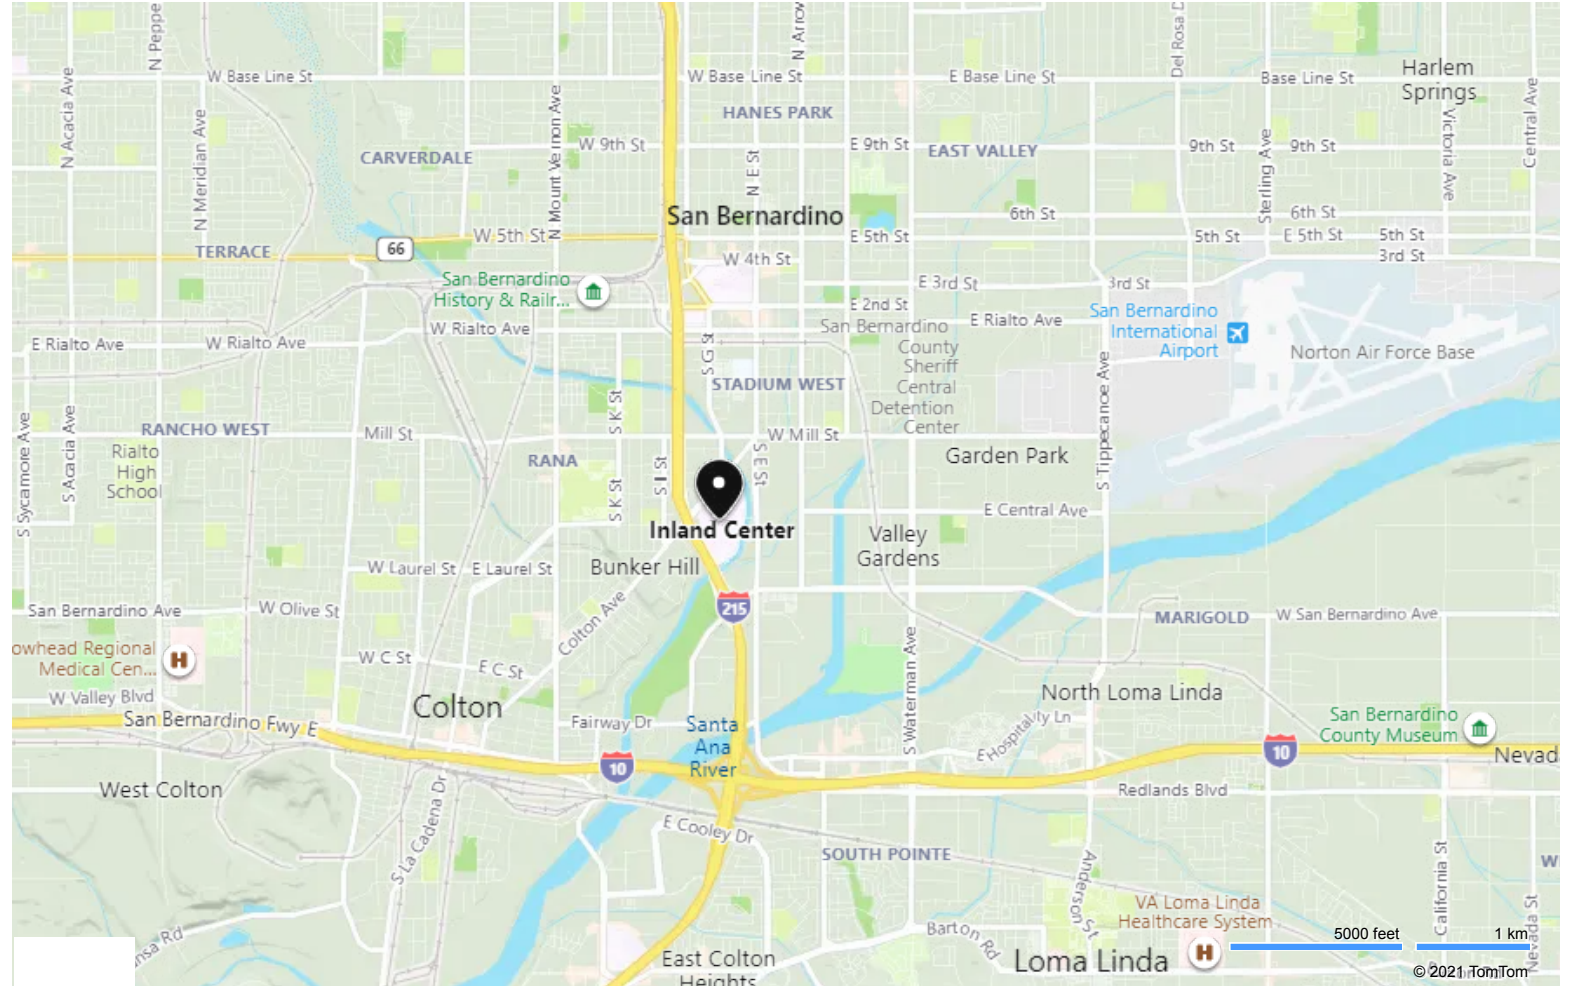 N Acacia Ave
N Peppe
N Meridian Ave
W Base Line St
N Mount Vernon Ave
W Base Line St
N Arrow
E Base Line St
Del Rosa D
Base Line St
Harlem
Springs
Central Ave
Victoria Ave
Sterling Ave
HANES PARK
CARVERDALE
W 9th St
N E St
E 9th St
EAST VALLEY
9th St
9th St
San Bernardino
6th St
6th St
TERRACE
66
W 5th St
E 5th St
5th St
E 5th St
5th St
3rd St
W 4th St
San Bernardino
History & Railr...
E 3rd St
3rd St
E 2nd St
W Rialto Ave
E Rialto Ave
W Rialto Ave
E Rialto Ave
San Bernardino
County
Sheriff
Central
Detention
Center
San Bernardino
International
Airport
Norton Air Force Base
S G St
STADIUM WEST
S Tippecanoe Ave
S Sycamore Ave
S Acacia Ave
RANCHO WEST
Mill St
S K St
W Mill St
Rialto
High
School
RANA
S I St
S E St
Garden Park
S K St
Inland Center
E Central Ave
Valley
Gardens
W Laurel St
E Laurel St
Bunker Hill
San Bernardino Ave
W Olive St
Colton Ave
215
MARIGOLD
W San Bernardino Ave
owhead Regional
Medical Cen...
H
W C St
E C St
S Waterman Ave
W Valley Blvd
Colton
North Loma Linda
San Bernardino Fwy E
Fairway Dr
Santa
Ana
River
E Hospitality Ln
San Bernardino
County Museum
10
10
Nevad
West Colton
Redlands Blvd
S La Cadena Dr
E Cooley Dr
SOUTH POINTE
Anderson St
California St
W
VA Loma Linda
Healthcare System
H
Nevada St
nsa Rd
Barton Rd
East Colton
Heights
Loma Linda
5000 feet
1 km
© 2021 TomTom